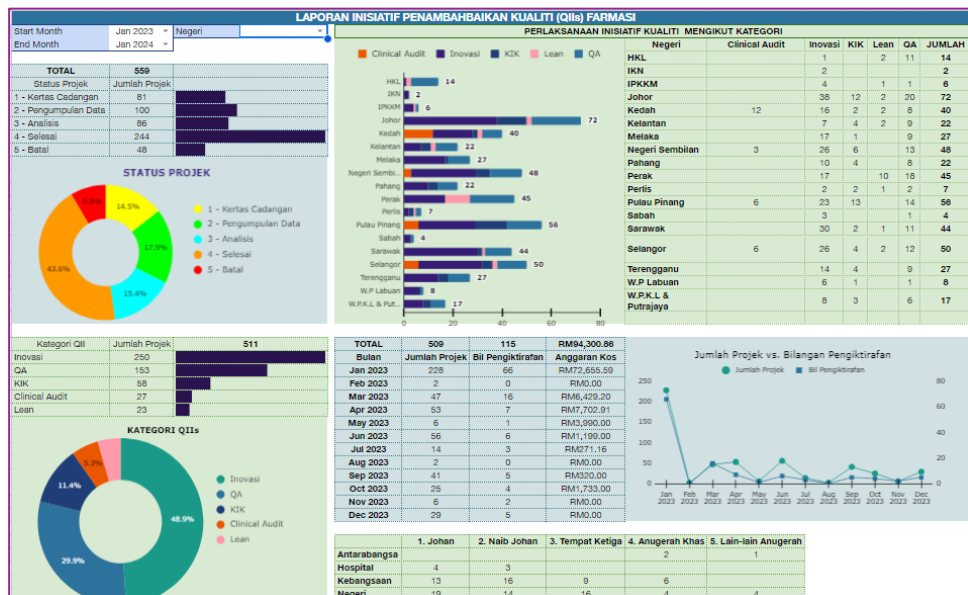 LAPORAN INISIATIF PENAMBAHBAIKAN KUALITI (QIIs) FARMASI
Start Month Jan 2023 Negeri
End Month Jan 2024
TOTAL 559
Status Projek Jumlah Projek
1 - Kertas Cadangan 81
2 - Pengumpulan Data 100
3 - Analisis 86
4 - Selesai 244
5 - Batal 48
STATUS PROJEK
8.6%
14.5%
17.9%
15.4%
43.6%
1 - Kertas Cadangan
2 - Pengumpulan Data
3 - Analisis
4 - Selesai
5 - Batal
PERLAKSANAAN INISIATIF KUALITI MENGIKUT KATEGORI
Clinical Audit Inovasi KIK Lean QA
HKL 14
IKN 2
IPKKM 6
Johor 72
Kedah 40
Kelantan 22
Melaka 27
Negeri Sembi... 48
Pahang 22
Perak 45
Perlis 7
Pulau Pinang 56
Sabah 4
Sarawak 44
Selangor 50
Terengganu 27
W.P Labuan 8
W.P.K.L & Put... 17
0 20 40 60 80
Negeri Clinical Audit Inovasi KIK Lean QA JUMLAH
HKL 1 2 11 14
IKN 2 2
IPKKM 4 1 1 6
Johor 38 12 2 20 72
Kedah 12 16 2 2 8 40
Kelantan 7 4 2 9 22
Melaka 17 1 9 27
Negeri Sembilan 3 26 6 13 48
Pahang 10 4 8 22
Perak 17 10 18 45
Perlis 2 2 1 2 7
Pulau Pinang 6 23 13 14 56
Sabah 3 1 4
Sarawak 30 2 1 11 44
Selangor 6 26 4 2 12 50
Terengganu 14 4 9 27
W.P Labuan 6 1 1 8
W.P.K.L &
Putrajaya 8 3 6 17
Kategori QII Jumlah Projek 511
Inovasi 250
QA 153
KIK 58
Clinical Audit 27
Lean 23
KATEGORI QIIs
5.3%
11.4%
48.9%
29.9%
Inovasi
QA
KIK
Clinical Audit
Lean
TOTAL 509 115 RM94,300.86
Bulan Jumlah Projek Bil Pengiktirafan Anggaran Kos
Jan 2023 228 66 RM72,655.59
Feb 2023 2 0 RM0.00
Mar 2023 47 16 RM6,429.20
Apr 2023 53 7 RM7,702.91
May 2023 6 1 RM3,990.00
Jun 2023 56 6 RM1,199.00
Jul 2023 14 3 RM271.16
Aug 2023 2 0 RM0.00
Sep 2023 41 5 RM320.00
Oct 2023 25 4 RM1,733.00
Nov 2023 6 2 RM0.00
Dec 2023 29 5 RM0.00
Jumlah Projek vs. Bilangan Pengiktirafan
Jumlah Projek Bil Pengiktirafan
250 80
200 60
150
100 40
50 20
0 0
Jan Feb Mar Apr May Jun Jul Aug Sep Oct Nov Dec
2023 2023 2023 2023 2023 2023 2023 2023 2023 2023 2023 2023
1. Johan 2. Naib Johan 3. Tempat Ketiga 4. Anugerah Khas 5. Lain-lain Anugerah
Antarabangsa 2 1
Hospital 4 3
Kebangsaan 13 16 9 6
Negeri 19 14 16 4 4